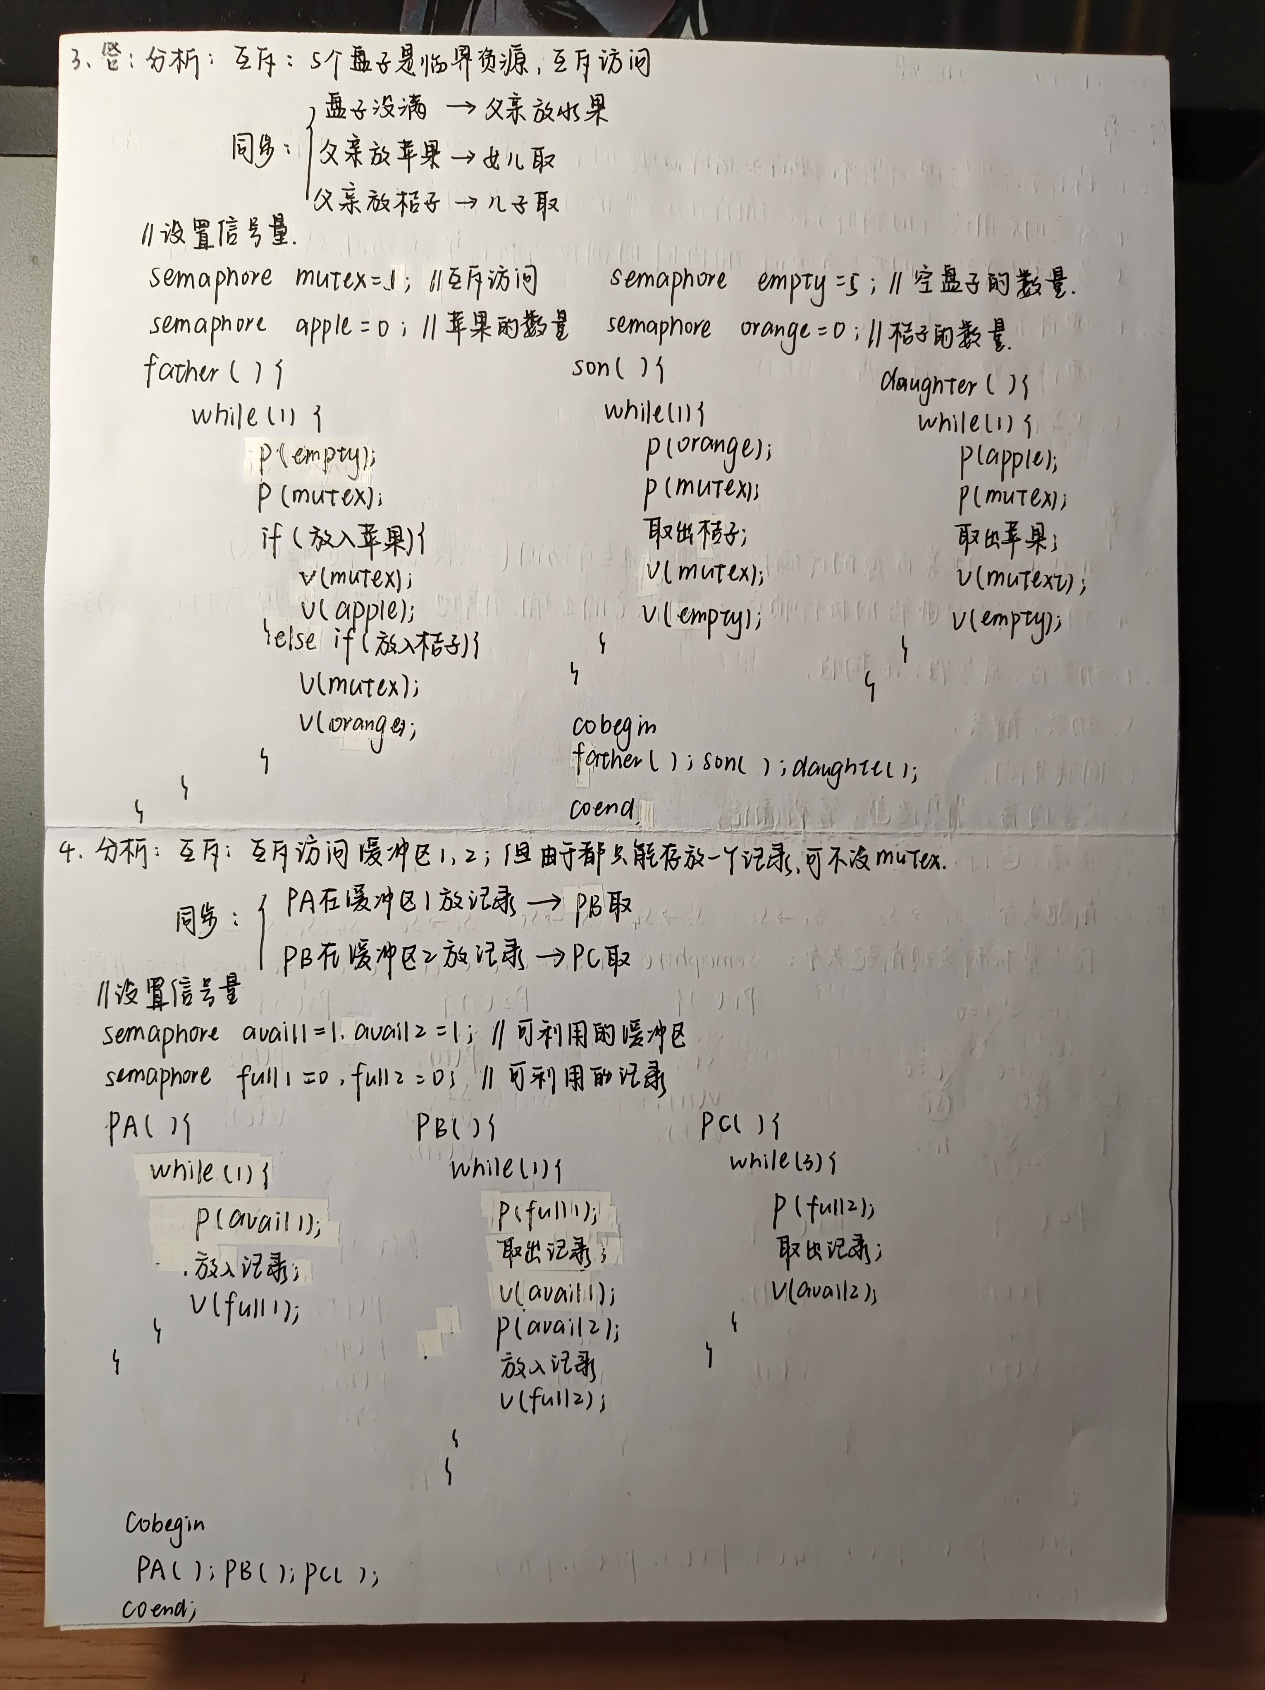 3、答：分析：互斥：5个盘子是临界资源，互斥访问
同步：{ 盘子没满 → 父亲放水果
父亲放苹果 → 女儿取
父亲放桔子 → 儿子取
//设置信号量.
semaphore mutex=1; //互斥访问 semaphore empty=5; //空盘子的数量.
semaphore apple=0; //苹果的数量 semaphore orange=0; //桔子的数量.
father(){
while(1){
p(empty);
p(mutex);
if(放入苹果){
v(mutex);
v(apple);
}else if(放入桔子){
v(mutex);
v(orange);
}
}
}
son(){
while(1){
p(orange);
p(mutex);
取出桔子;
v(mutex);
v(empty);
}
}
daughter(){
while(1){
p(apple);
p(mutex);
取出苹果;
v(mutext);
v(empty);
}
}
cobegin
father();son();daughte();
coend
4. 分析：互斥：互斥访问缓冲区1,2；但由于都只能存放一个记录,可不设mutex.
同步：{ PA在缓冲区1放记录 → PB取
PB在缓冲区2放记录 → PC取
//设置信号量
semaphore avail1=1, avail2=1; //可利用的缓冲区
semaphore full1=0, full2=0; //可利用的记录
PA(){
while(1){
p(avail1);
放入记录;
v(full1);
}
}
PB(){
while(1){
p(full1);
取出记录;
v(avail1);
p(avail2);
放入记录
v(full2);
}
}
PC(){
while(3){
p(full2);
取出记录;
v(avail2);
}
}
cobegin
PA();PB();PC();
coend;